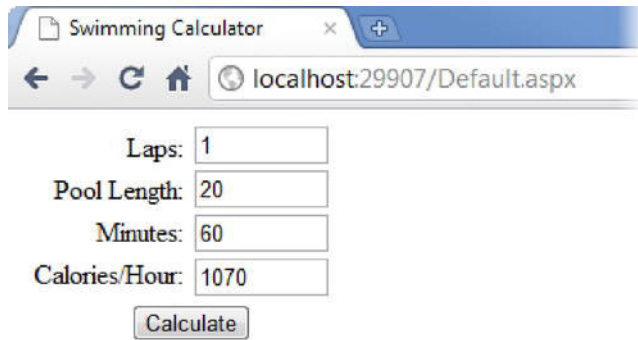 Swimming Calculator
localhost:29907/Default.aspx
Laps: 1
Pool Length: 20
Minutes: 60
Calories/Hour: 1070
Calculate